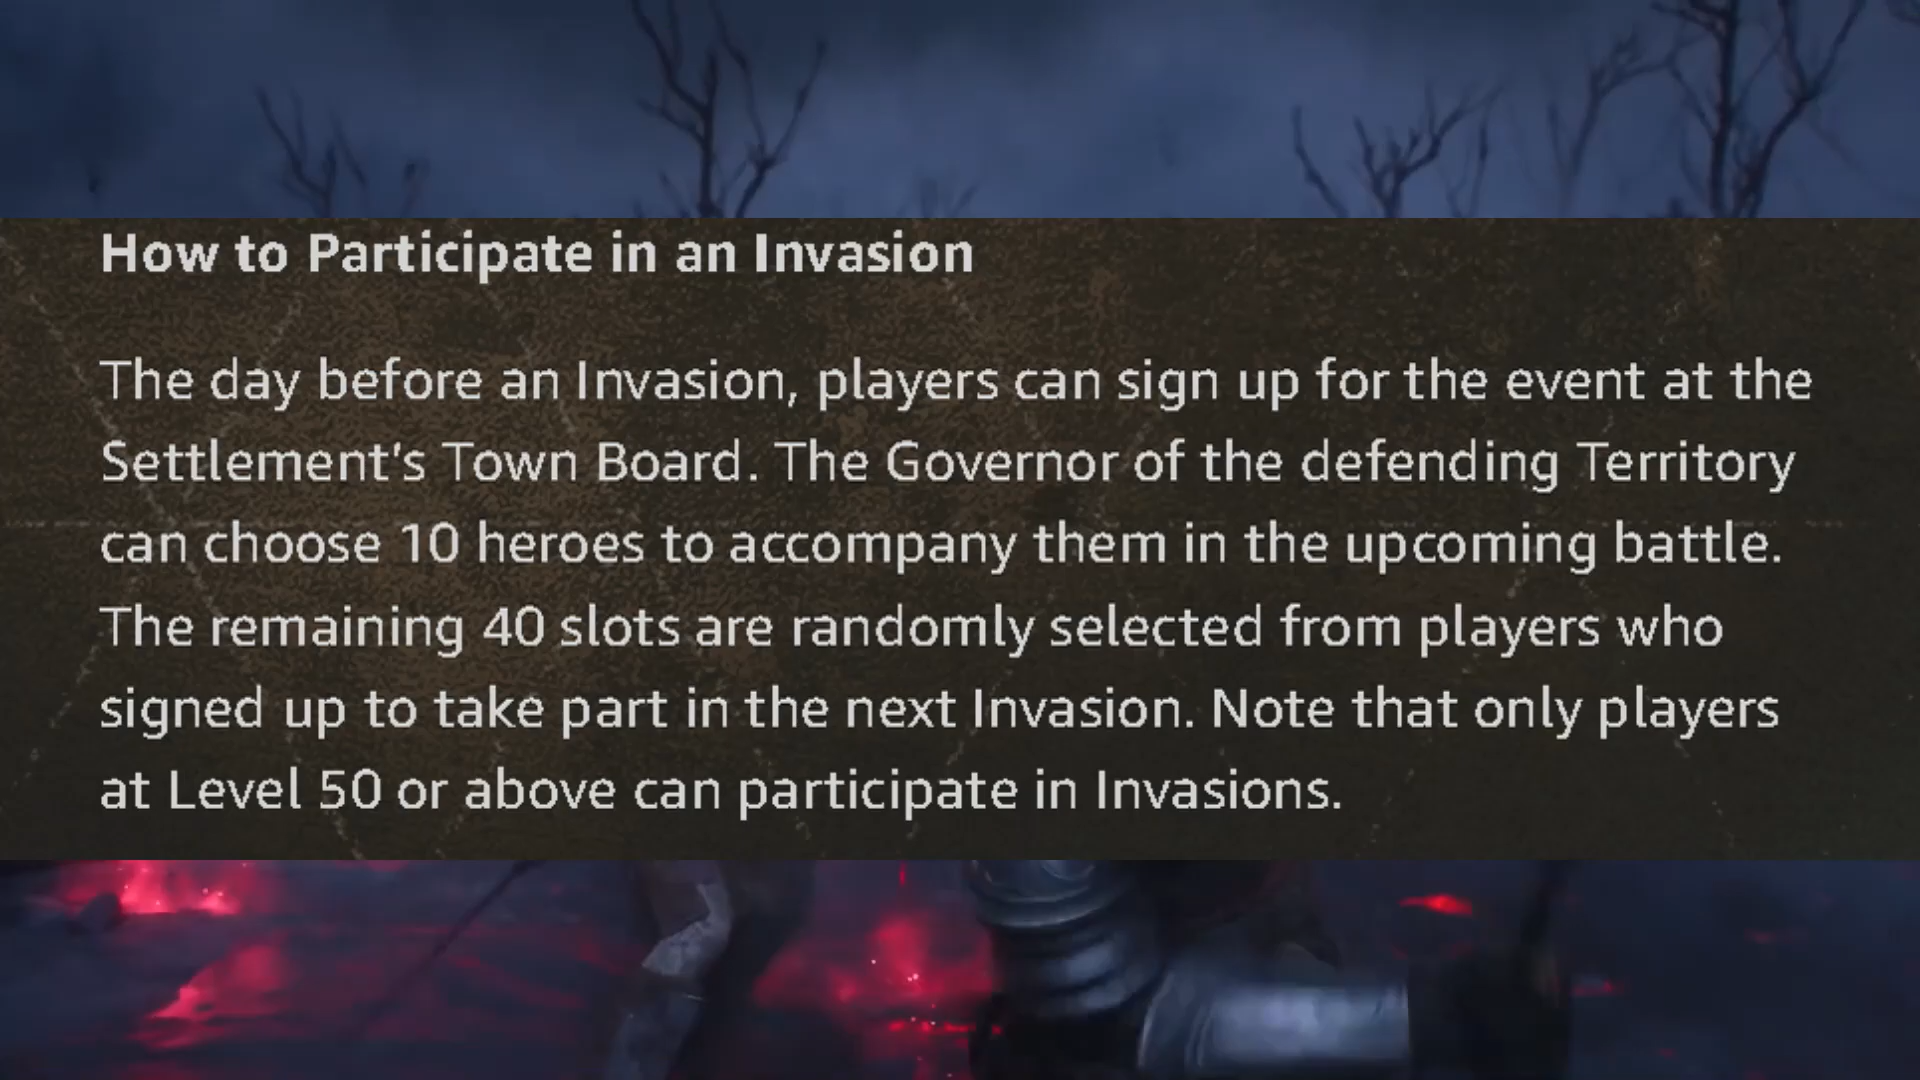 How to Participate in an Invasion
The day before an Invasion, players can sign up for the event at the
Settlement's Town Board. The Governor of the defending Territory
can choose 10 heroes to accompany them in the upcoming battle.
The remaining 40 slots are randomly selected from players who
signed up to take part in the next Invasion. Note that only players
at Level 50 or above can participate in Invasions.